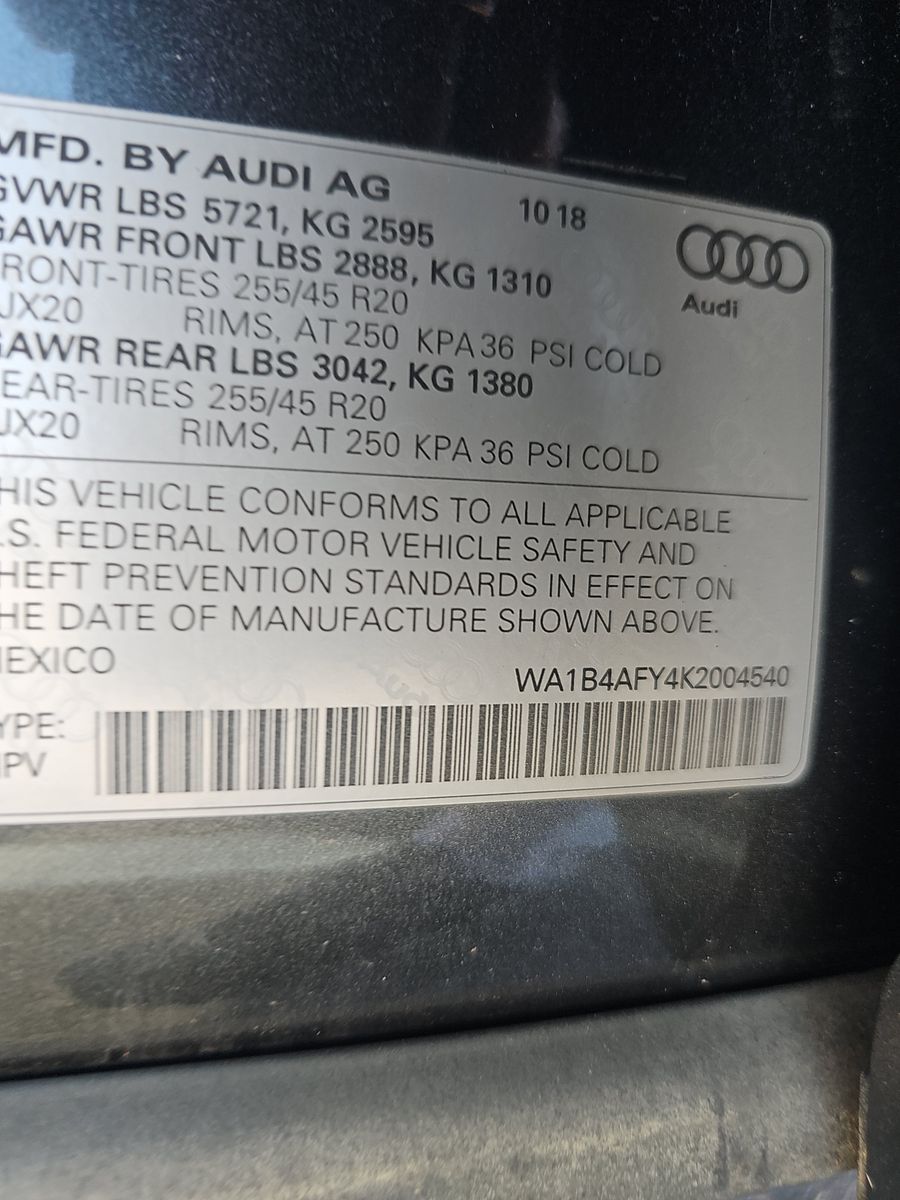 MFD. BY AUDI AG
10 18
GVWR LBS 5721, KG 2595
GAWR FRONT LBS 2888, KG 1310
RONT-TIRES 255/45 R20
JX20 RIMS, AT 250 KPA 36 PSI COLD
GAWR REAR LBS 3042, KG 1380
EAR-TIRES 255/45 R20
JX20 RIMS, AT 250 KPA 36 PSI COLD
Audi
HIS VEHICLE CONFORMS TO ALL APPLICABLE
.S. FEDERAL MOTOR VEHICLE SAFETY AND
HEFT PREVENTION STANDARDS IN EFFECT ON
HE DATE OF MANUFACTURE SHOWN ABOVE.
MEXICO
WA1B4AFY4K2004540
YPE:
MPV